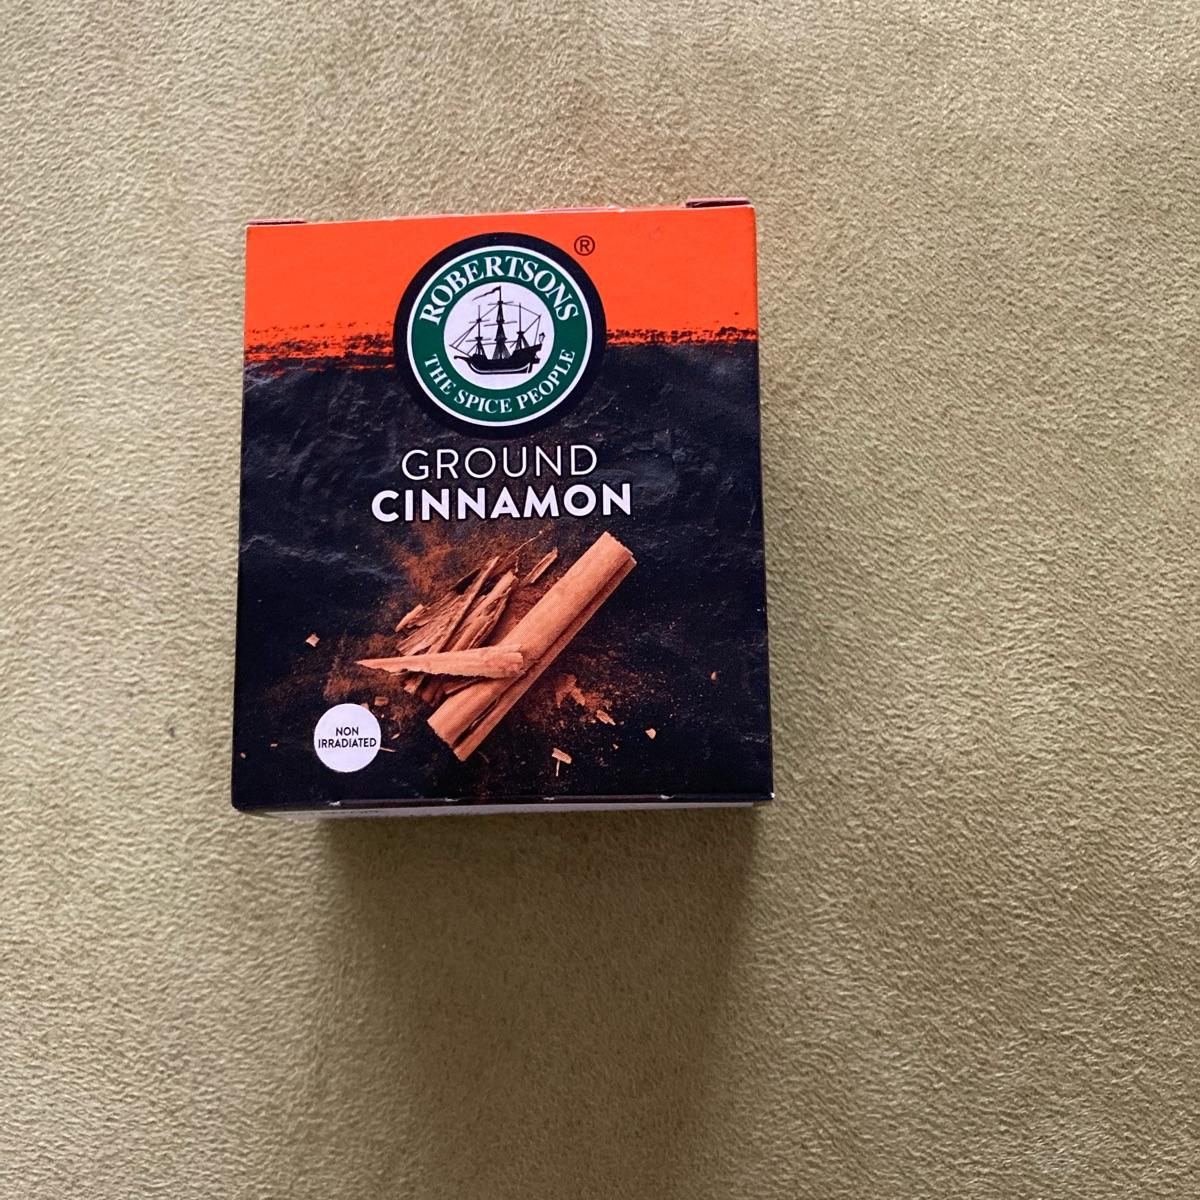 ROBERTSONS
®
THE SPICE PEOPLE
GROUND
CINNAMON
NON
IRRADIATED